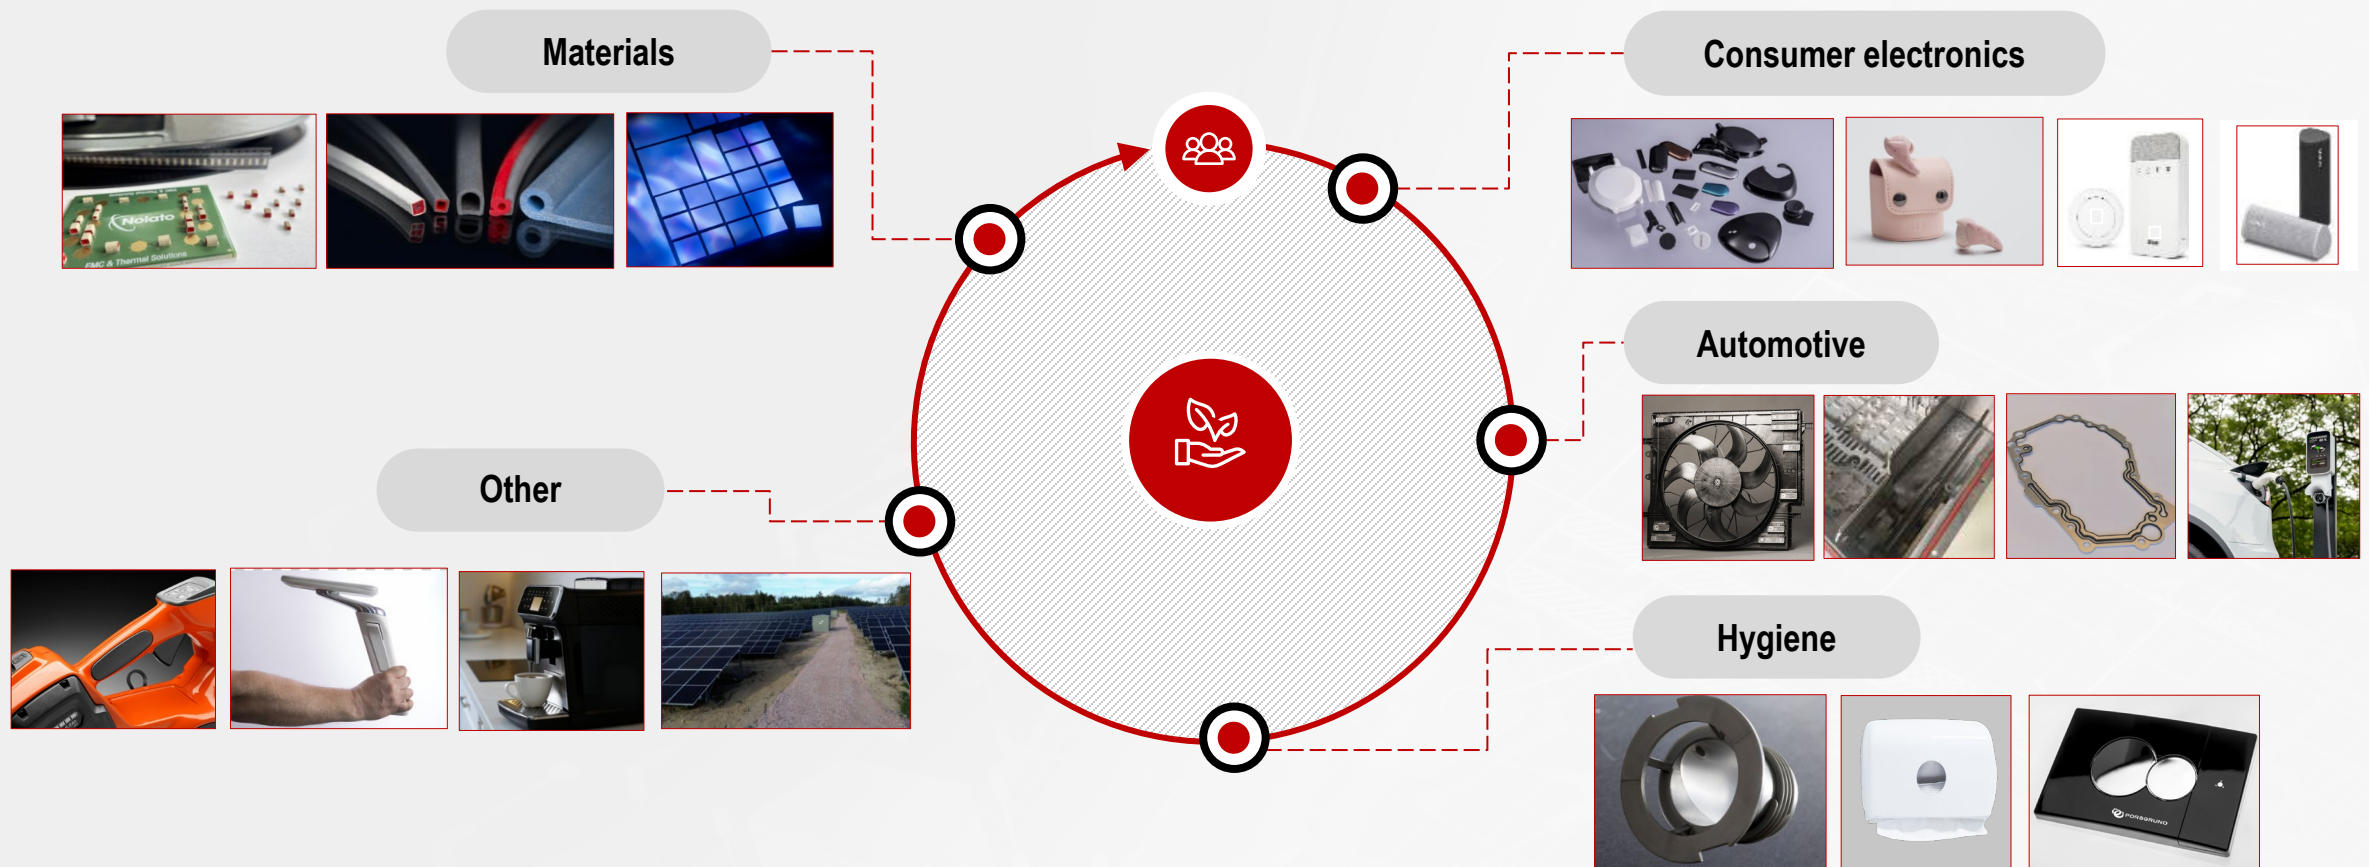 Materials
Consumer electronics
Nolato
EMC & Thermal Solutions
Automotive
Other
Hygiene
PORSGRUND